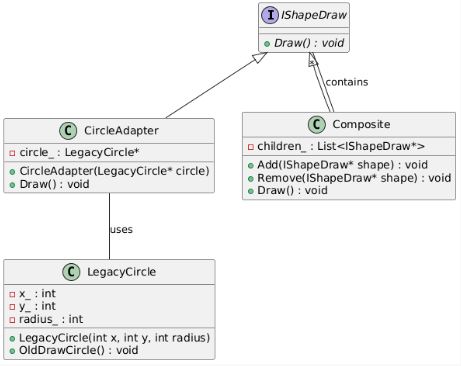 I IShapeDraw
Draw() : void
contains
C CircleAdapter
circle_ : LegacyCircle*
CircleAdapter(LegacyCircle* circle)
Draw() : void
C Composite
children_ : List<IShapeDraw*>
Add(IShapeDraw* shape) : void
Remove(IShapeDraw* shape) : void
Draw() : void
uses
C LegacyCircle
x_ : int
y_ : int
radius_ : int
LegacyCircle(int x, int y, int radius)
OldDrawCircle() : void